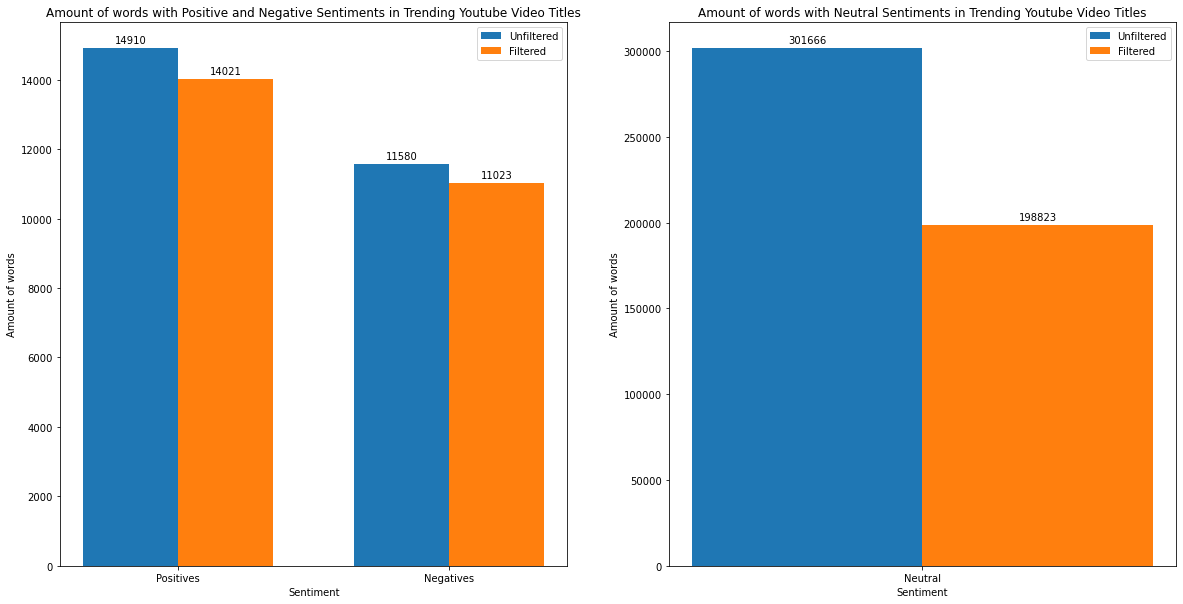 Amount of words with Positive and Negative Sentiments in Trending Youtube Video Titles
Unfiltered
Filtered
14910
14021
11580
11023
14000
12000
10000
8000
6000
4000
2000
0
Amount of words
Positives
Negatives
Sentiment
Amount of words with Neutral Sentiments in Trending Youtube Video Titles
Unfiltered
Filtered
301666
198823
300000
250000
200000
150000
100000
50000
0
Amount of words
Neutral
Sentiment